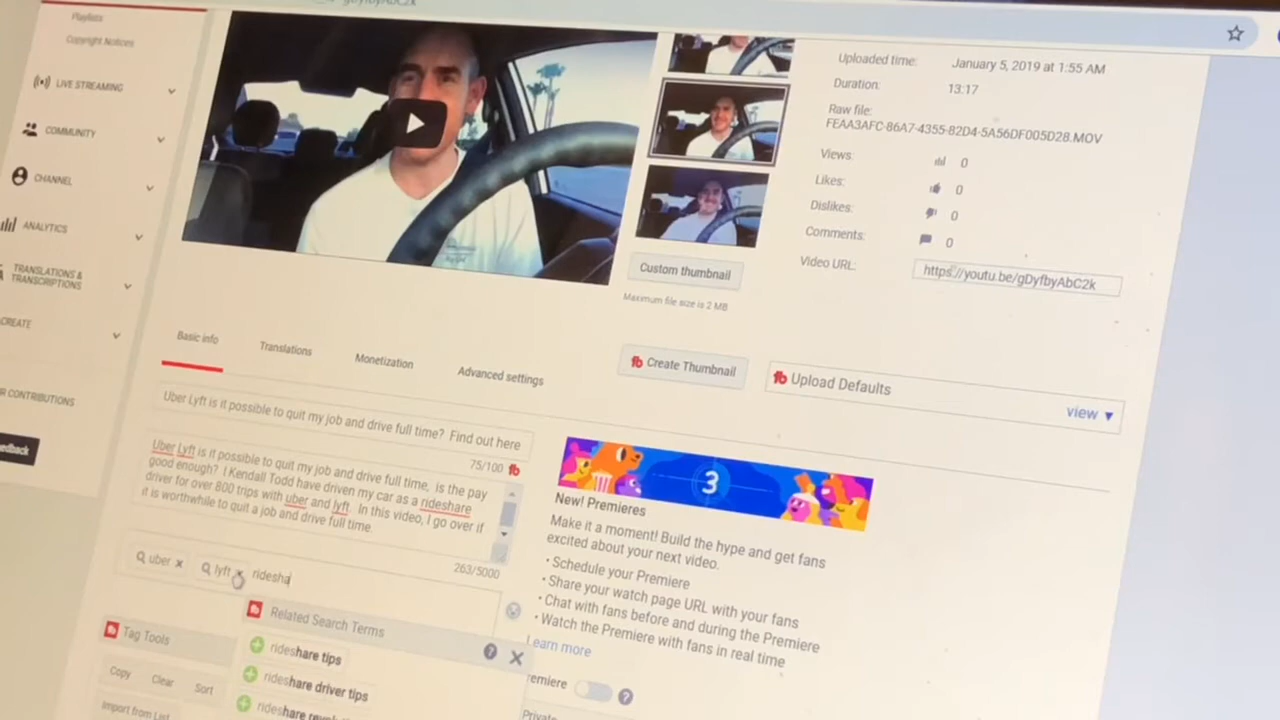 gDyfbyAbC2k
Playlists
Copyright Notices
LIVE STREAMING
COMMUNITY
CHANNEL
ANALYTICS
TRANSLATIONS &
TRANSCRIPTIONS
CREATE
R CONTRIBUTIONS
eedback
Uploaded time: January 5, 2019 at 1:55 AM
Duration: 13:17
Raw file:
FEAA3AFC-86A7-4355-82D4-5A56DF005D28.MOV
Views: 0
Likes: 0
Dislikes: 0
Comments: 0
Video URL: https://youtu.be/gDyfbyAbC2k
Custom thumbnail
Maximum file size is 2 MB
Basic info Translations Monetization Advanced settings
Create Thumbnail
Upload Defaults
view ▼
Uber Lyft is it possible to quit my job and drive full time? Find out here
75/100
Uber Lyft is it possible to quit my job and drive full time, is the pay
good enough? I Kendall Todd have driven my car as a rideshare
driver for over 800 trips with uber and lyft. In this video, I go over if
it is worthwhile to quit a job and drive full time.
263/5000
uber × lyft × ridesha
Related Search Terms
rideshare tips
rideshare driver tips
Tag Tools
Copy Clear Sort
Import from List
3
New! Premieres
Make it a moment! Build the hype and get fans
excited about your next video.
• Schedule your Premiere
• Share your watch page URL with your fans
• Chat with fans before and during the Premiere
• Watch the Premiere with fans in real time
Learn more
emiere
Private